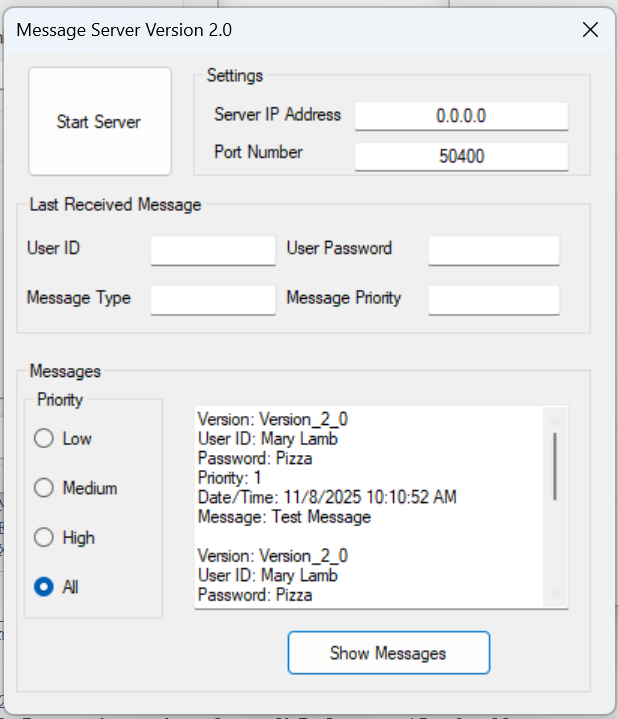 Message Server Version 2.0
Start Server
Settings
Server IP Address 0.0.0.0
Port Number 50400
Last Received Message
User ID User Password
Message Type Message Priority
Messages
Priority
Low
Medium
High
All
Version: Version_2_0
User ID: Mary Lamb
Password: Pizza
Priority: 1
Date/Time: 11/8/2025 10:10:52 AM
Message: Test Message
Version: Version_2_0
User ID: Mary Lamb
Password: Pizza
Show Messages